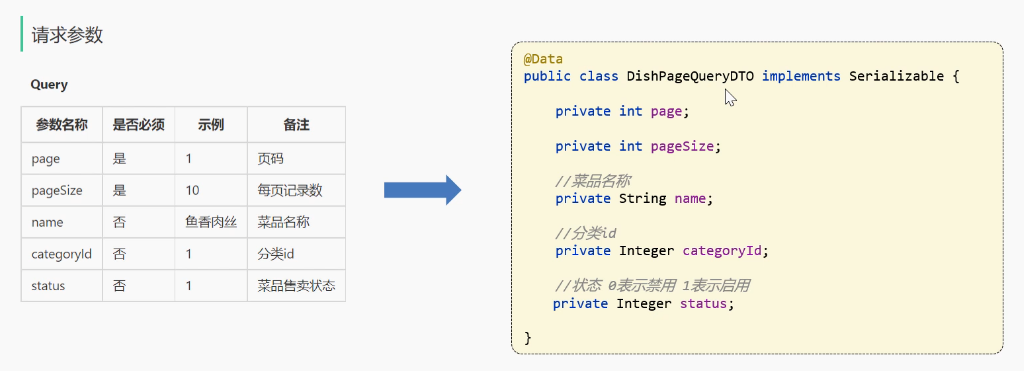 请求参数
Query
参数名称 是否必须 示例 备注
page 是 1 页码
pageSize 是 10 每页记录数
name 否 鱼香肉丝 菜品名称
categoryId 否 1 分类id
status 否 1 菜品售卖状态
@Data
public class DishPageQueryDTO implements Serializable {
private int page;
private int pageSize;
//菜品名称
private String name;
//分类id
private Integer categoryId;
//状态 0表示禁用 1表示启用
private Integer status;
}